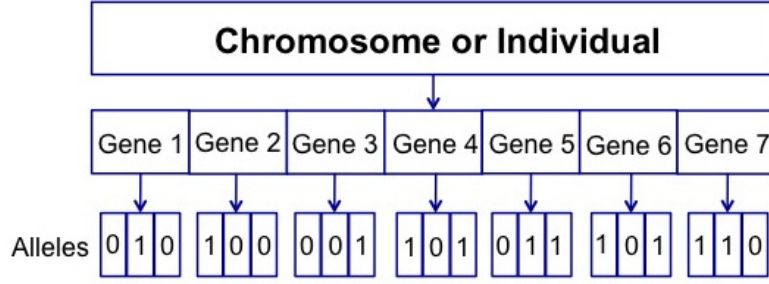 Chromosome or Individual
Gene 1 Gene 2 Gene 3 Gene 4 Gene 5 Gene 6 Gene 7
Alleles 0 1 0 1 0 0 0 0 1 1 0 1 0 1 1 1 0 1 1 1 0